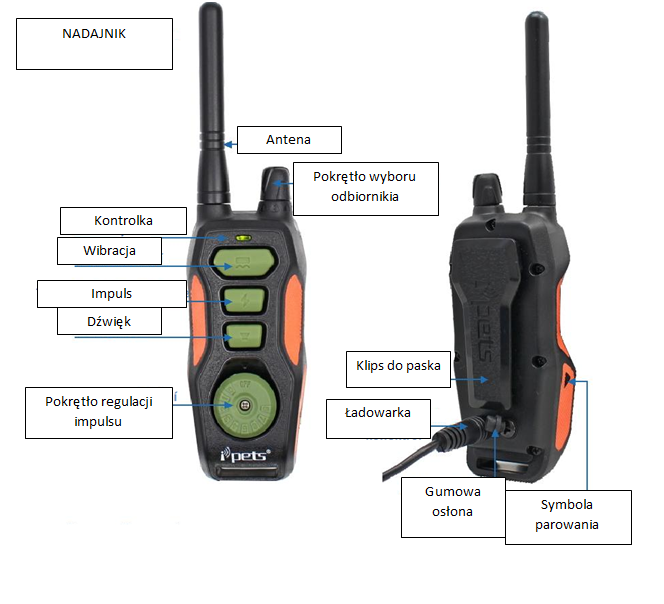 NADAJNIK
Antena
Pokrętło wyboru
odbiornikia
Kontrolka
Wibracja
Impuls
Dźwięk
Pokrętło regulacji
impulsu
ipets®
Klips do paska
Ładowarka
Gumowa
osłona
Symbola
parowania